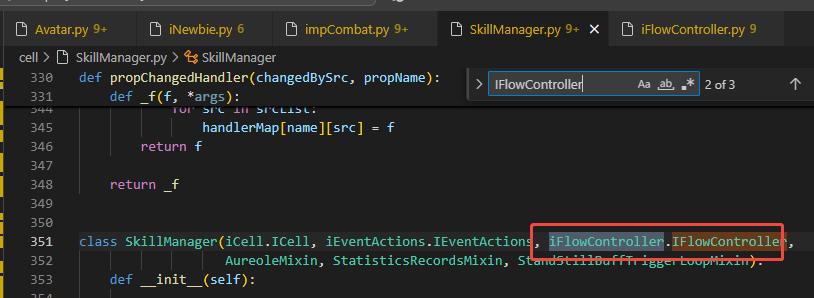 Avatar.py 9+ iNewbie.py 6 impCombat.py 9+ SkillManager.py 9+ iFlowController.py 9
cell > SkillManager.py > SkillManager
IFlowController Aa ab 2 of 3
330 def propChangedHandler(changedBySrc, propName):
331 def _f(f, *args):
344 for src in srcList:
345 handlerMap[name][src] = f
346 return f
347
348 return _f
349
350
351 class SkillManager(iCell.ICell, iEventActions.IEventActions, iFlowController.IFlowController,
352 AureoleMixin, StatisticsRecordsMixin, StandStillBuffTriggerLoopMixin):
353 def __init__(self):